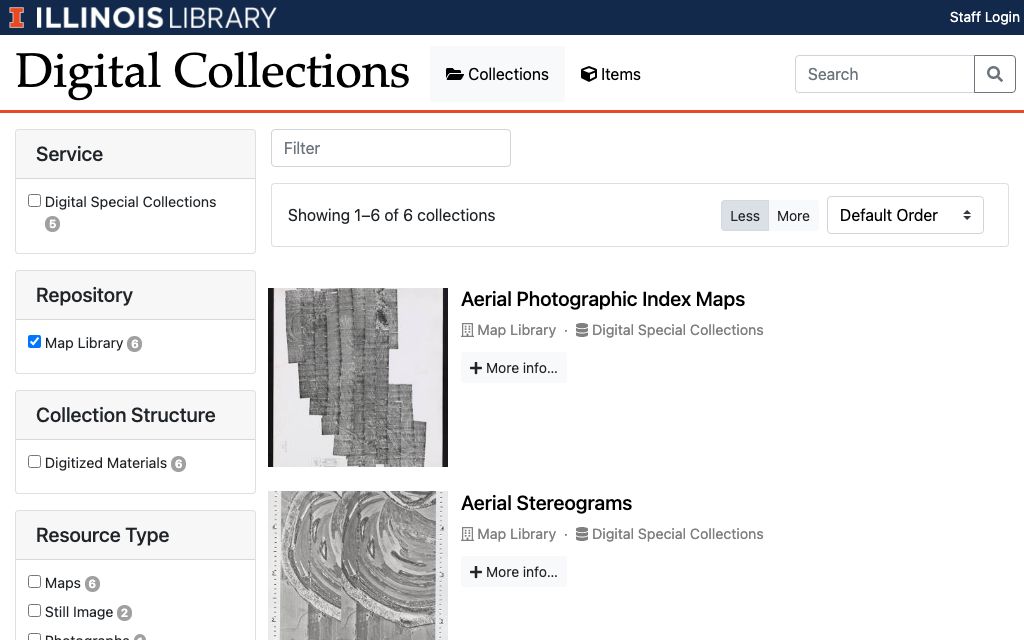 ILLINOIS LIBRARY
Staff Login
Digital Collections
Collections
Items
Search
Service
Digital Special Collections
5
Repository
Map Library 6
Collection Structure
Digitized Materials 6
Resource Type
Maps 6
Still Image 2
Photographs
Filter
Showing 1–6 of 6 collections
Less More
Default Order
Aerial Photographic Index Maps
Map Library · Digital Special Collections
More info...
Aerial Stereograms
Map Library · Digital Special Collections
More info...